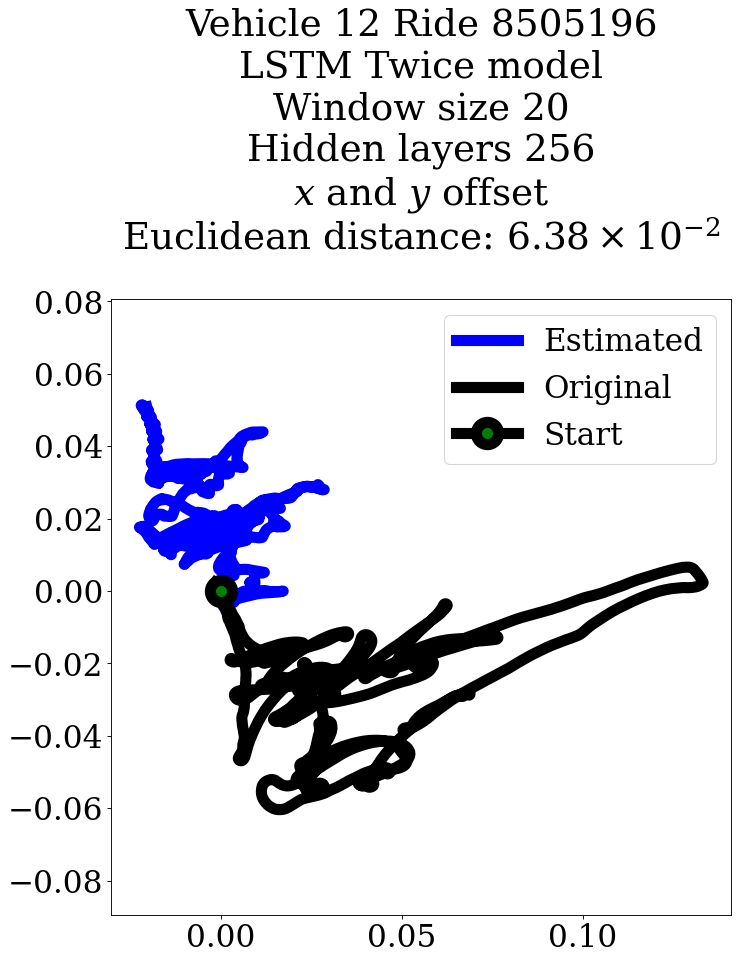 Vehicle 12 Ride 8505196
LSTM Twice model
Window size 20
Hidden layers 256
x and y offset
Euclidean distance: 6.38 × 10⁻²
0.08
0.06
0.04
0.02
0.00
−0.02
−0.04
−0.06
−0.08
Estimated
Original
Start
0.00
0.05
0.10